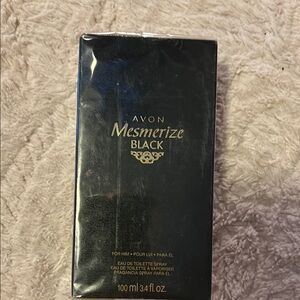 AVON
Mesmerize
BLACK
FOR HIM • POUR LUI • PARA ÉL
EAU DE TOILETTE SPRAY
EAU DE TOILETTE À VAPORISER
FRAGANCIA SPRAY PARA ÉL
100 ml 3.4 fl. oz.